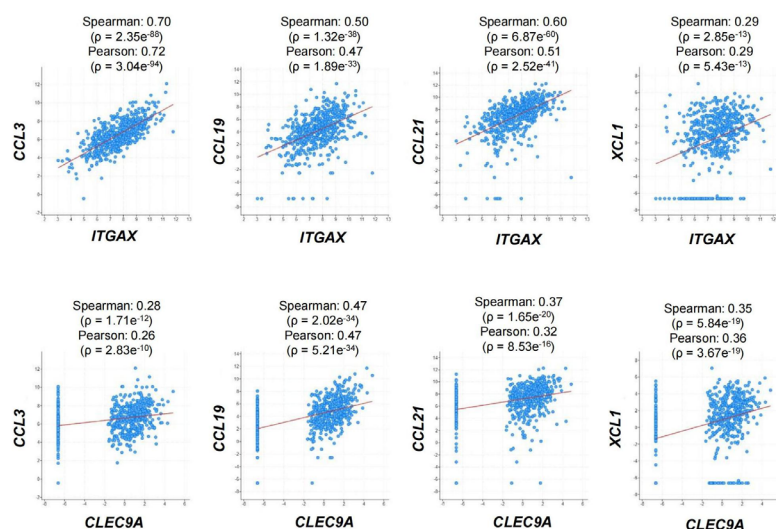 Spearman: 0.70
(ρ = 2.35e-88)
Pearson: 0.72
(ρ = 3.04e-94)
CCL3
ITGAX
Spearman: 0.50
(ρ = 1.32e-38)
Pearson: 0.47
(ρ = 1.89e-33)
CCL19
ITGAX
Spearman: 0.60
(ρ = 6.87e-60)
Pearson: 0.51
(ρ = 2.52e-41)
CCL21
ITGAX
Spearman: 0.29
(ρ = 2.85e-13)
Pearson: 0.29
(ρ = 5.43e-13)
XCL1
ITGAX
Spearman: 0.28
(ρ = 1.71e-12)
Pearson: 0.26
(ρ = 2.83e-10)
CCL3
CLEC9A
Spearman: 0.47
(ρ = 2.02e-34)
Pearson: 0.47
(ρ = 5.21e-34)
CCL19
CLEC9A
Spearman: 0.37
(ρ = 1.65e-20)
Pearson: 0.32
(ρ = 8.53e-16)
CCL21
CLEC9A
Spearman: 0.35
(ρ = 5.84e-19)
Pearson: 0.36
(ρ = 3.67e-19)
XCL1
CLEC9A